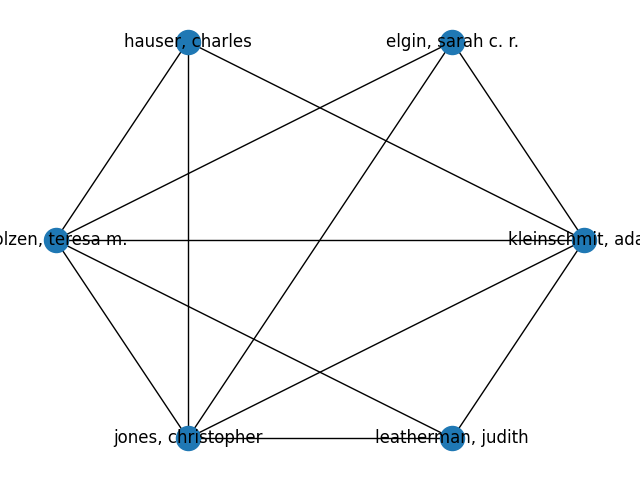 hauser, charles
elgin, sarah c. r.
olzen, teresa m.
kleinschmit, ada
jones, christopher
leatherman, judith